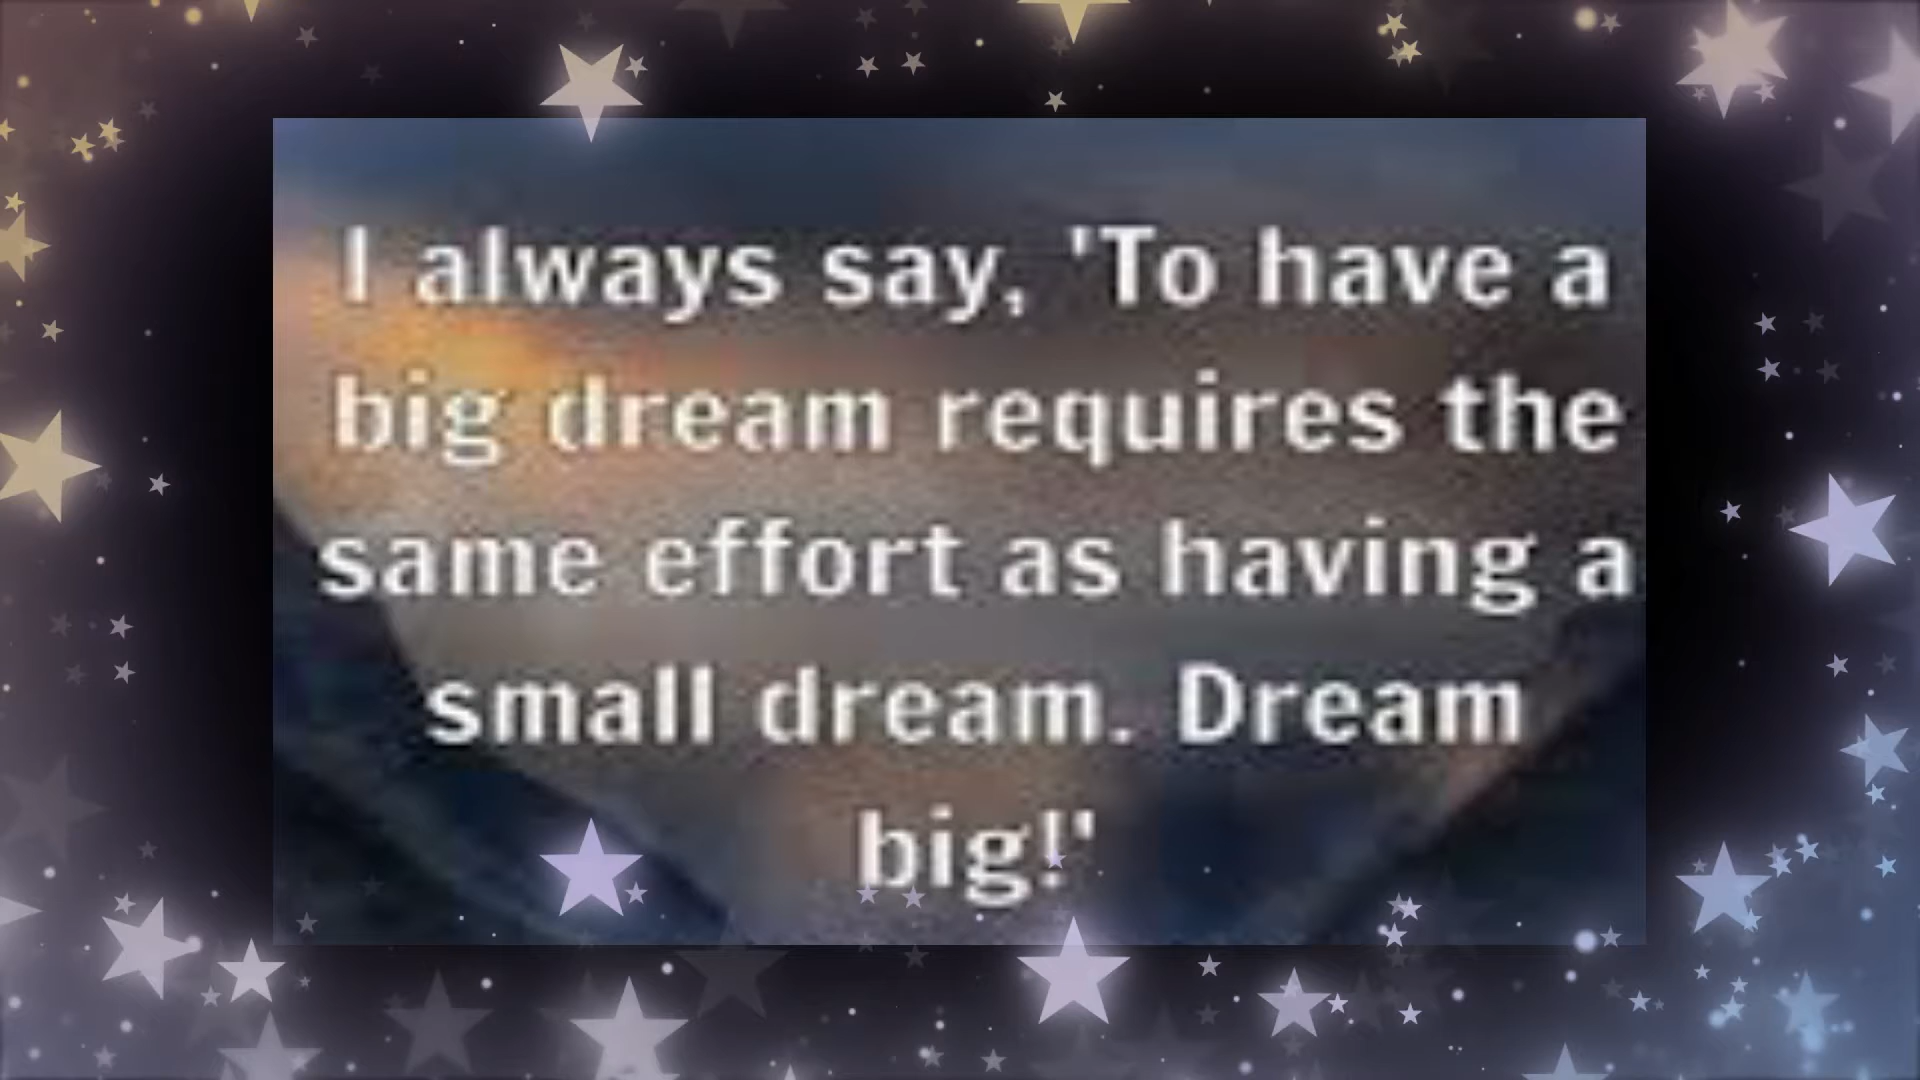 I always say, 'To have a
big dream requires the
same effort as having a
small dream. Dream
big!'